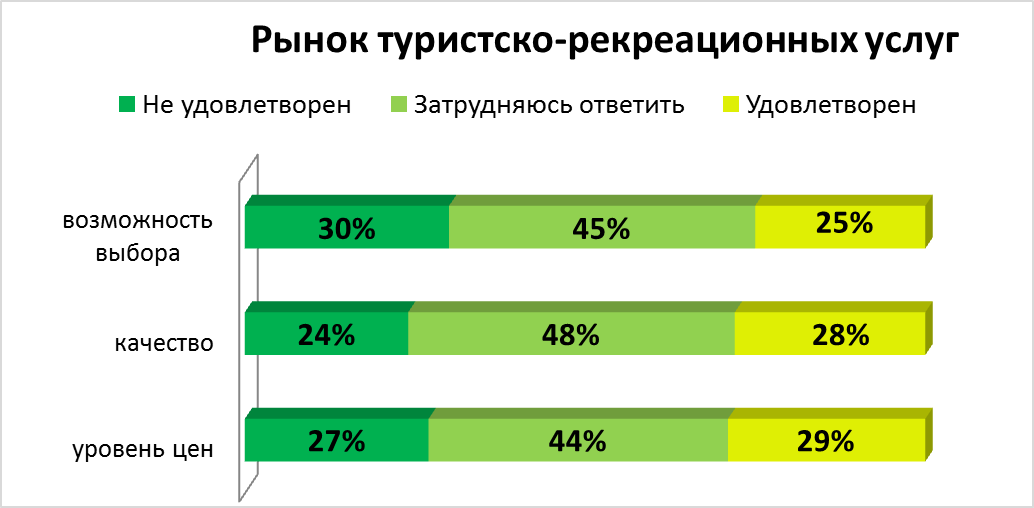 Рынок туристско-рекреационных услуг
Не удовлетворен Затрудняюсь ответить Удовлетворен
возможность
выбора
30% 45% 25%
качество
24% 48% 28%
уровень цен
27% 44% 29%